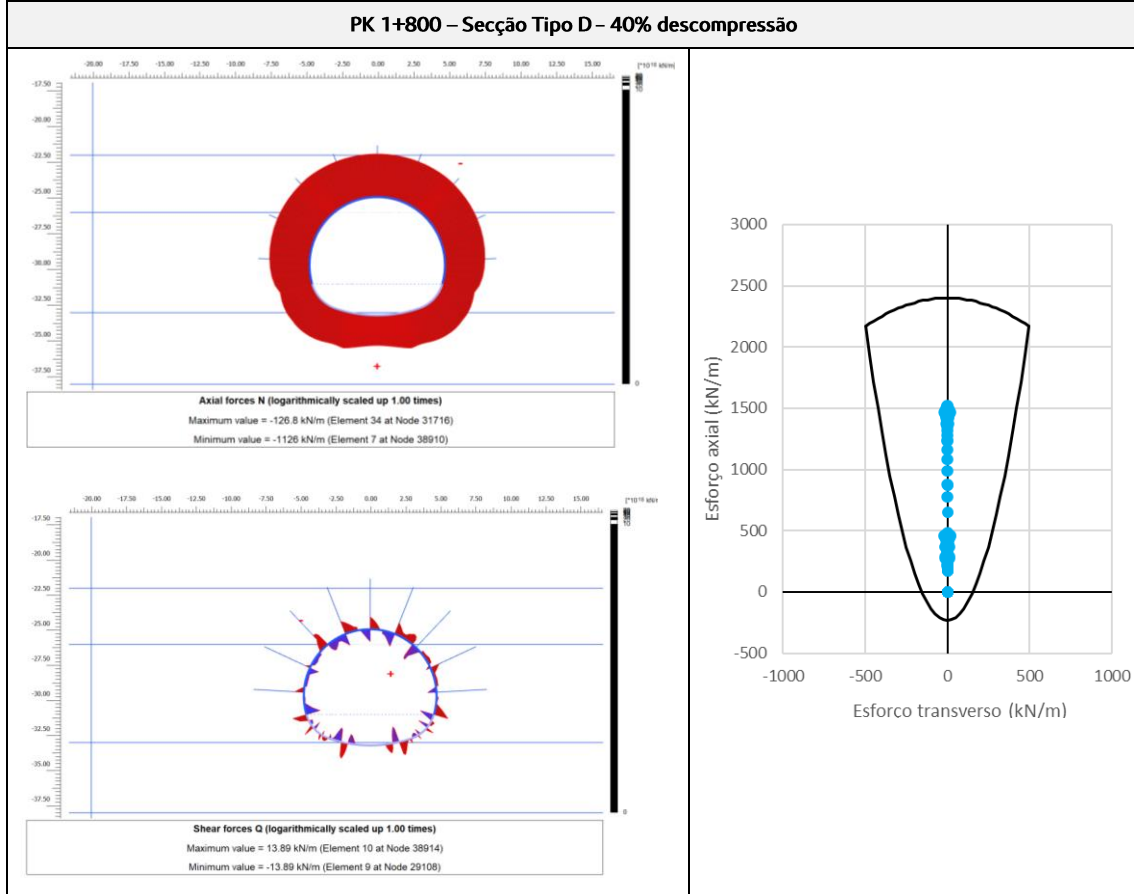 PK 1+800 – Secção Tipo D – 40% descompressão
-20.00 -17.50 -15.00 -12.50 -10.00 -7.50 -5.00 -2.50 0.00 2.50 5.00 7.50 10.00 12.50 15.00
-17.50
-20.00
-22.50
-25.00
-27.50
-30.00
-32.50
-35.00
-37.50
-
+
0
Axial forces N (logarithmically scaled up 1.00 times)
Maximum value = -126.8 kN/m (Element 34 at Node 31716)
Minimum value = -1126 kN/m (Element 7 at Node 38910)
-20.00 -17.50 -15.00 -12.50 -10.00 -7.50 -5.00 -2.50 0.00 2.50 5.00 7.50 10.00 12.50 15.00
-17.50
-20.00
-22.50
-25.00
-27.50
-30.00
-32.50
-35.00
-37.50
-
+
0
Shear forces Q (logarithmically scaled up 1.00 times)
Maximum value = 13.89 kN/m (Element 10 at Node 38914)
Minimum value = -13.89 kN/m (Element 9 at Node 29108)
Esforço axial (kN/m)
3000
2500
2000
1500
1000
500
0
-500
-1000 -500 0 500 1000
Esforço transverso (kN/m)